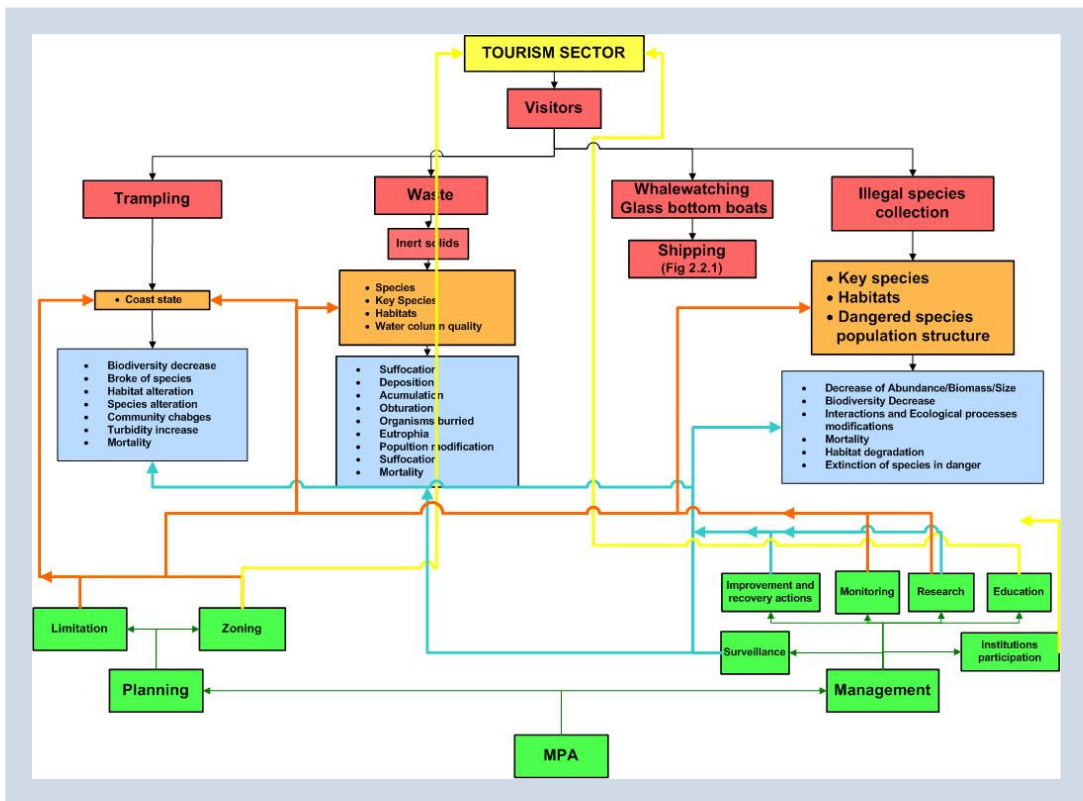 TOURISM SECTOR
Visitors
Trampling
Waste
Whalewatching
Glass bottom boats
Illegal species
collection
Inert solids
Shipping
(Fig 2.2.1)
• Coast state
• Species
• Key Species
• Habitats
• Water column quality
• Key species
• Habitats
• Dangered species
population structure
• Biodiversity decrease
• Broke of species
• Habitat alteration
• Species alteration
• Community chabges
• Turbidity increase
• Mortality
• Suffocation
• Deposition
• Acumulation
• Obturation
• Organisms burried
• Eutrophia
• Popultion modification
• Suffocation
• Mortality
• Decrease of Abundance/Biomass/Size
• Biodiversity Decrease
• Interactions and Ecological processes
modifications
• Mortality
• Habitat degradation
• Extinction of species in danger
Improvement and
recovery actions
Monitoring
Research
Education
Limitation
Zoning
Surveillance
Institutions
participation
Planning
Management
MPA